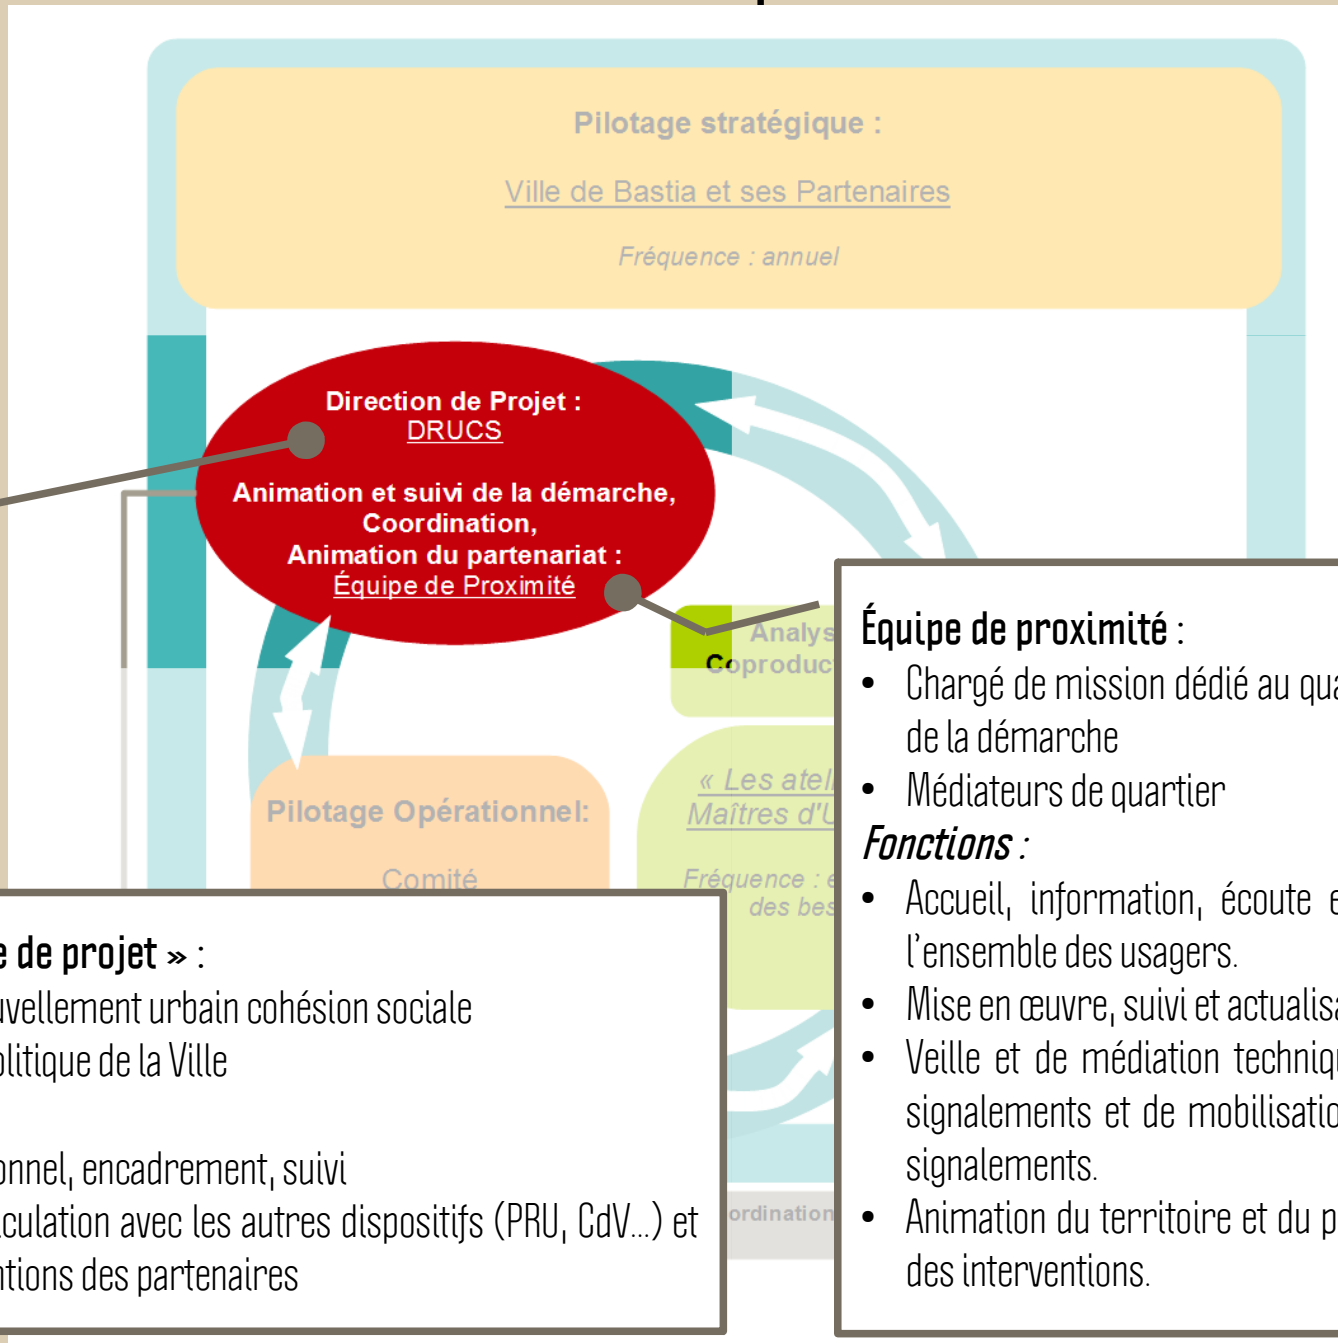 Pilotage stratégique :
Ville de Bastia et ses Partenaires
Fréquence : annuel
Direction de Projet :
DRUCS
Animation et suivi de la démarche,
Coordination,
Animation du partenariat :
Équipe de Proximité
Analys
Coproduc
« Les atel
Maîtres d'U
Fréquence : e
des bes
Pilotage Opérationnel:
Comité
e de projet » :
uvellement urbain cohésion sociale
olitique de la Ville
onnel, encadrement, suivi
culation avec les autres dispositifs (PRU, CdV...) et
ntions des partenaires
ordination
Équipe de proximité :
• Chargé de mission dédié au qua
de la démarche
• Médiateurs de quartier
Fonctions :
• Accueil, information, écoute e
l'ensemble des usagers.
• Mise en œuvre, suivi et actualisa
• Veille et de médiation techniqu
signalements et de mobilisatio
signalements.
• Animation du territoire et du p
des interventions.